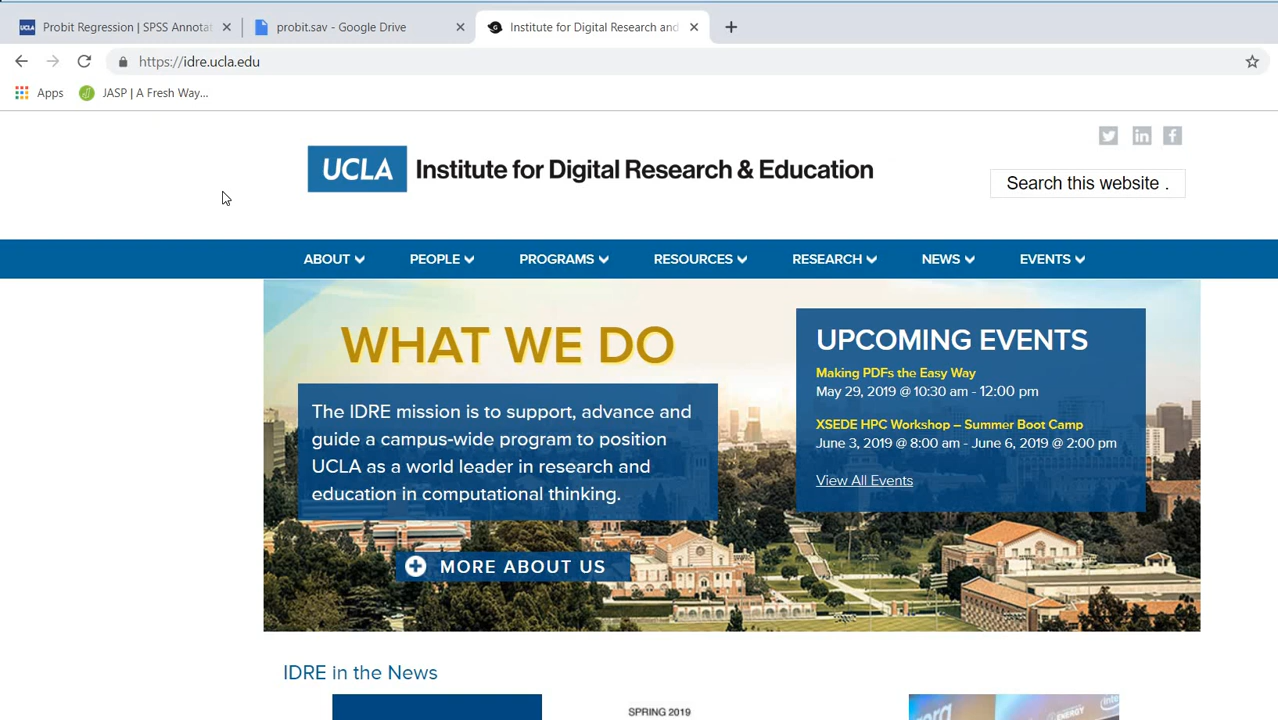 UCLA Probit Regression | SPSS Annotat
probit.sav - Google Drive
Institute for Digital Research and
https://idre.ucla.edu
Apps
JASP | A Fresh Way...
UCLA Institute for Digital Research & Education
Search this website .
ABOUT
PEOPLE
PROGRAMS
RESOURCES
RESEARCH
NEWS
EVENTS
WHAT WE DO
The IDRE mission is to support, advance and
guide a campus-wide program to position
UCLA as a world leader in research and
education in computational thinking.
MORE ABOUT US
UPCOMING EVENTS
Making PDFs the Easy Way
May 29, 2019 @ 10:30 am - 12:00 pm
XSEDE HPC Workshop – Summer Boot Camp
June 3, 2019 @ 8:00 am - June 6, 2019 @ 2:00 pm
View All Events
IDRE in the News
SPRING 2019
ENERGY